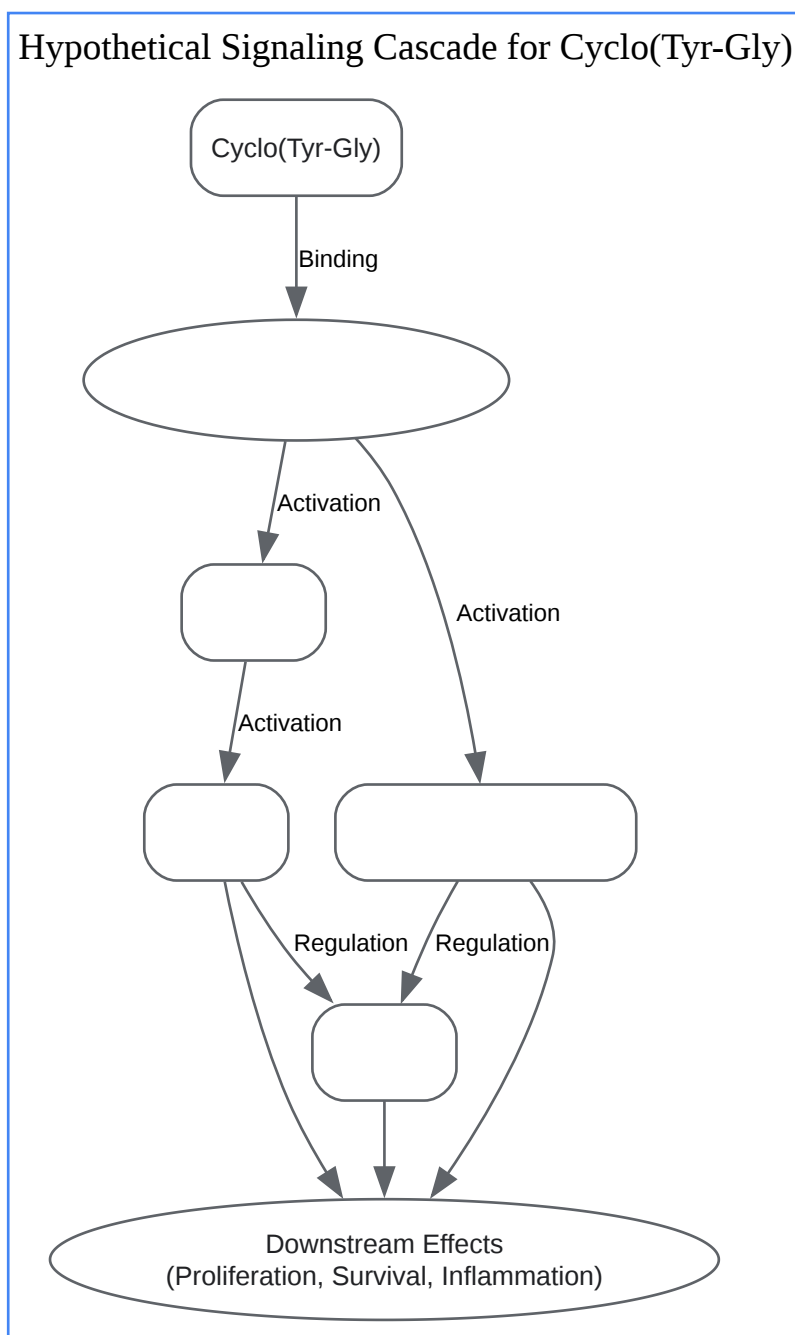 Hypothetical Signaling Cascade for Cyclo(Tyr-Gly)
Cyclo(Tyr-Gly)
Binding
Activation
Activation
Activation
Regulation
Regulation
Downstream Effects
(Proliferation, Survival, Inflammation)